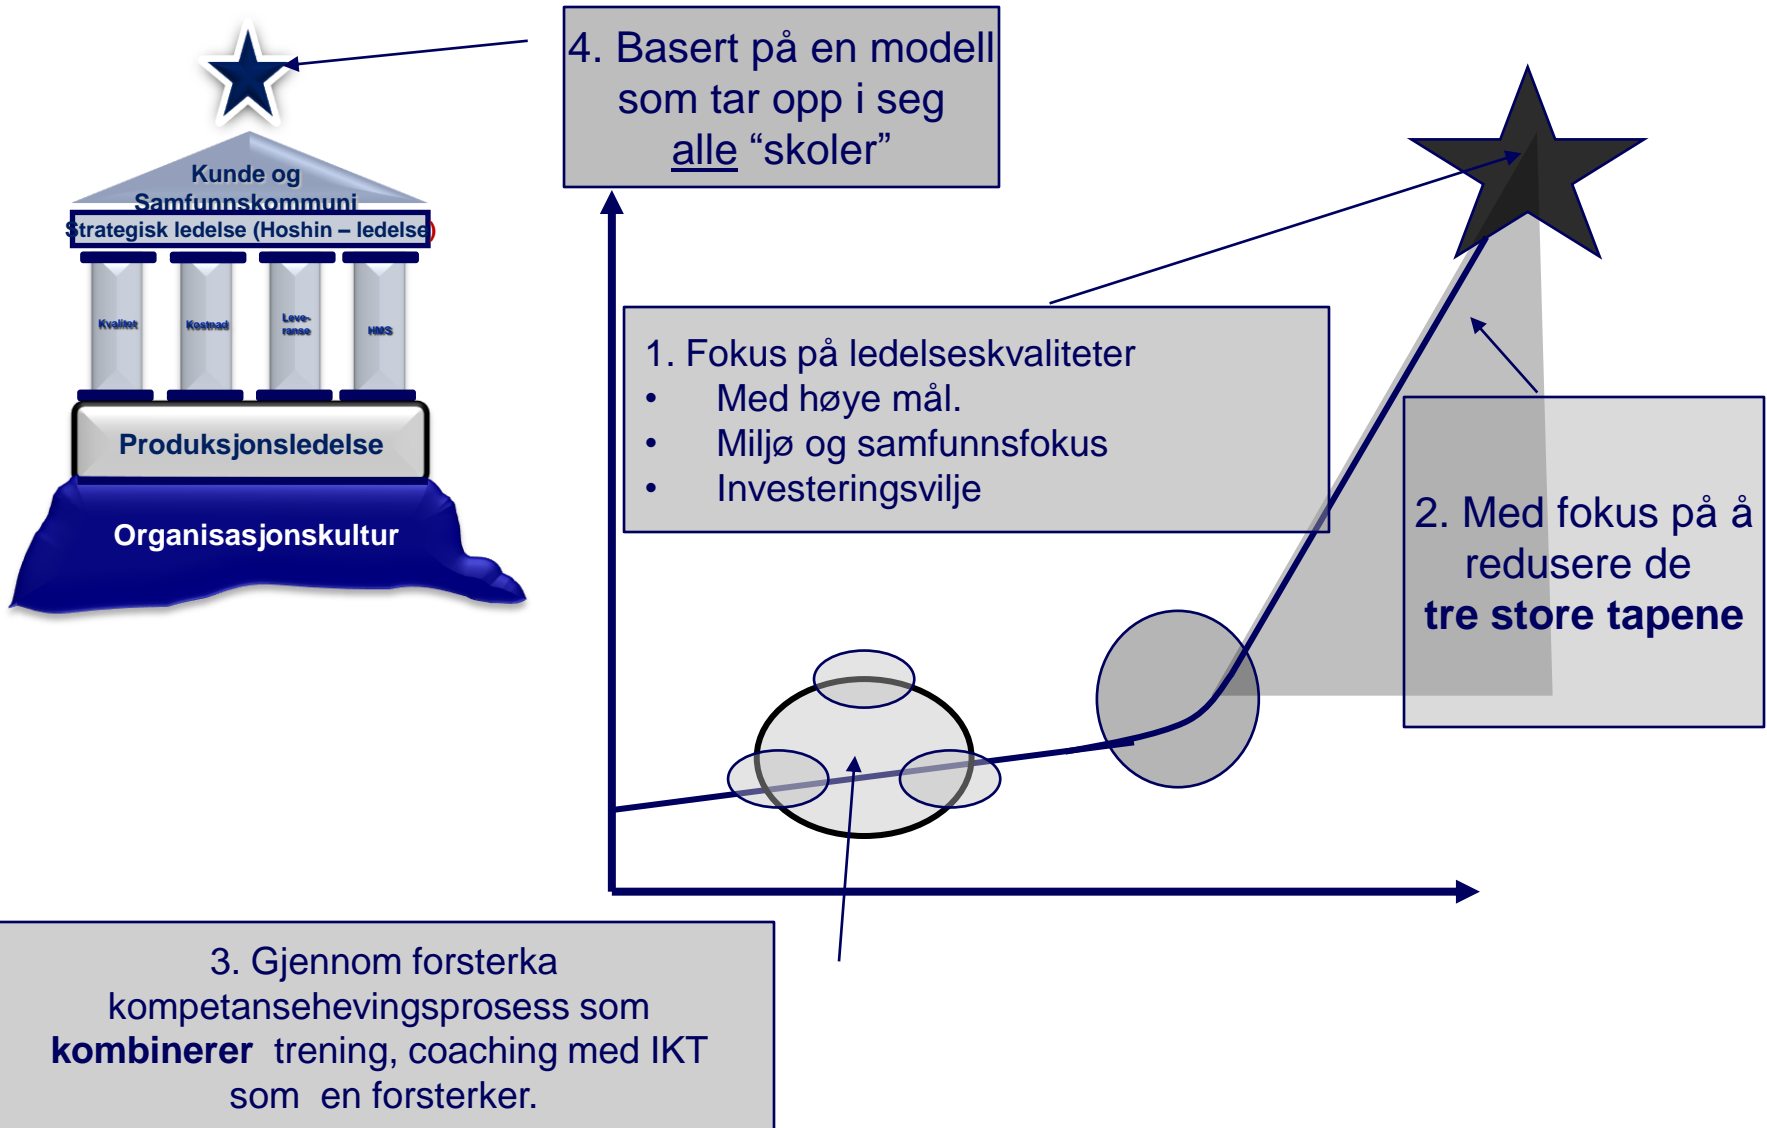 4. Basert på en modell
som tar opp i seg
alle “skoler”
Kunde og
Samfunnskommuni
Strategisk ledelse (Hoshin – ledelse)
Kvalitet
Kostnad
Leve-
ranse
HMS
Produksjonsledelse
Organisasjonskultur
1. Fokus på ledelseskvaliteter
• Med høye mål.
• Miljø og samfunnsfokus
• Investeringsvilje
2. Med fokus på å
redusere de
tre store tapene
3. Gjennom forsterka
kompetansehevingsprosess som
kombinerer trening, coaching med IKT
som en forsterker.